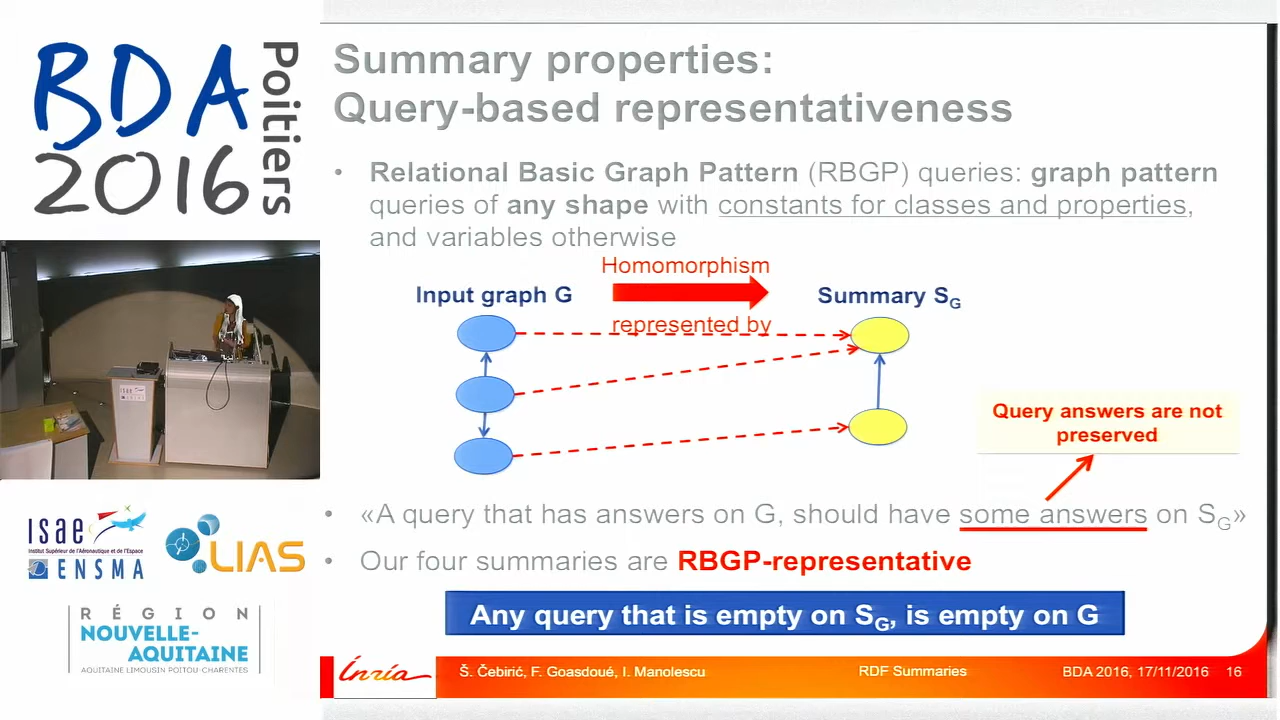 BDA
2016
Poitiers
Summary properties:
Query-based representativeness
• Relational Basic Graph Pattern (RBGP) queries: graph pattern
queries of any shape with constants for classes and properties,
and variables otherwise
Homomorphism
Input graph G
Summary SG
represented by
Query answers are not
preserved
• «A query that has answers on G, should have some answers on SG»
• Our four summaries are RBGP-representative
Any query that is empty on SG, is empty on G
isae
Institut Supérieur de l'Aéronautique et de l'Espace
ENSMA
LIAS
RÉGION
NOUVELLE-
AQUITAINE
AQUITAINE LIMOUSIN POITOU-CHARENTES
Inria
Š. Čebirić, F. Goasdoué, I. Manolescu
RDF Summaries
BDA 2016, 17/11/2016
16